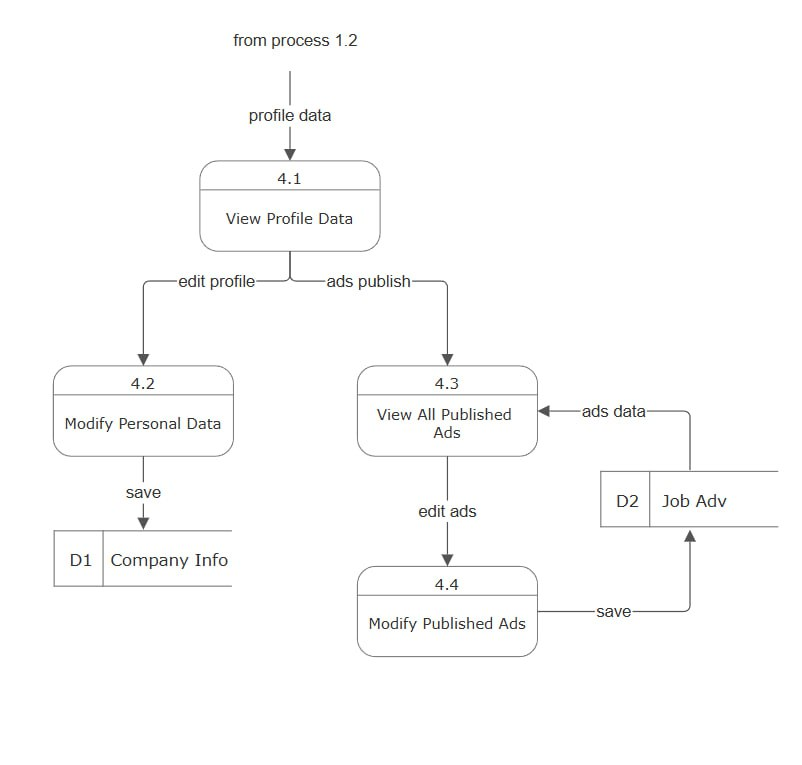 from process 1.2
profile data
4.1
View Profile Data
edit profile
ads publish
4.2
Modify Personal Data
4.3
View All Published
Ads
ads data
save
edit ads
D2
Job Adv
D1
Company Info
4.4
Modify Published Ads
save